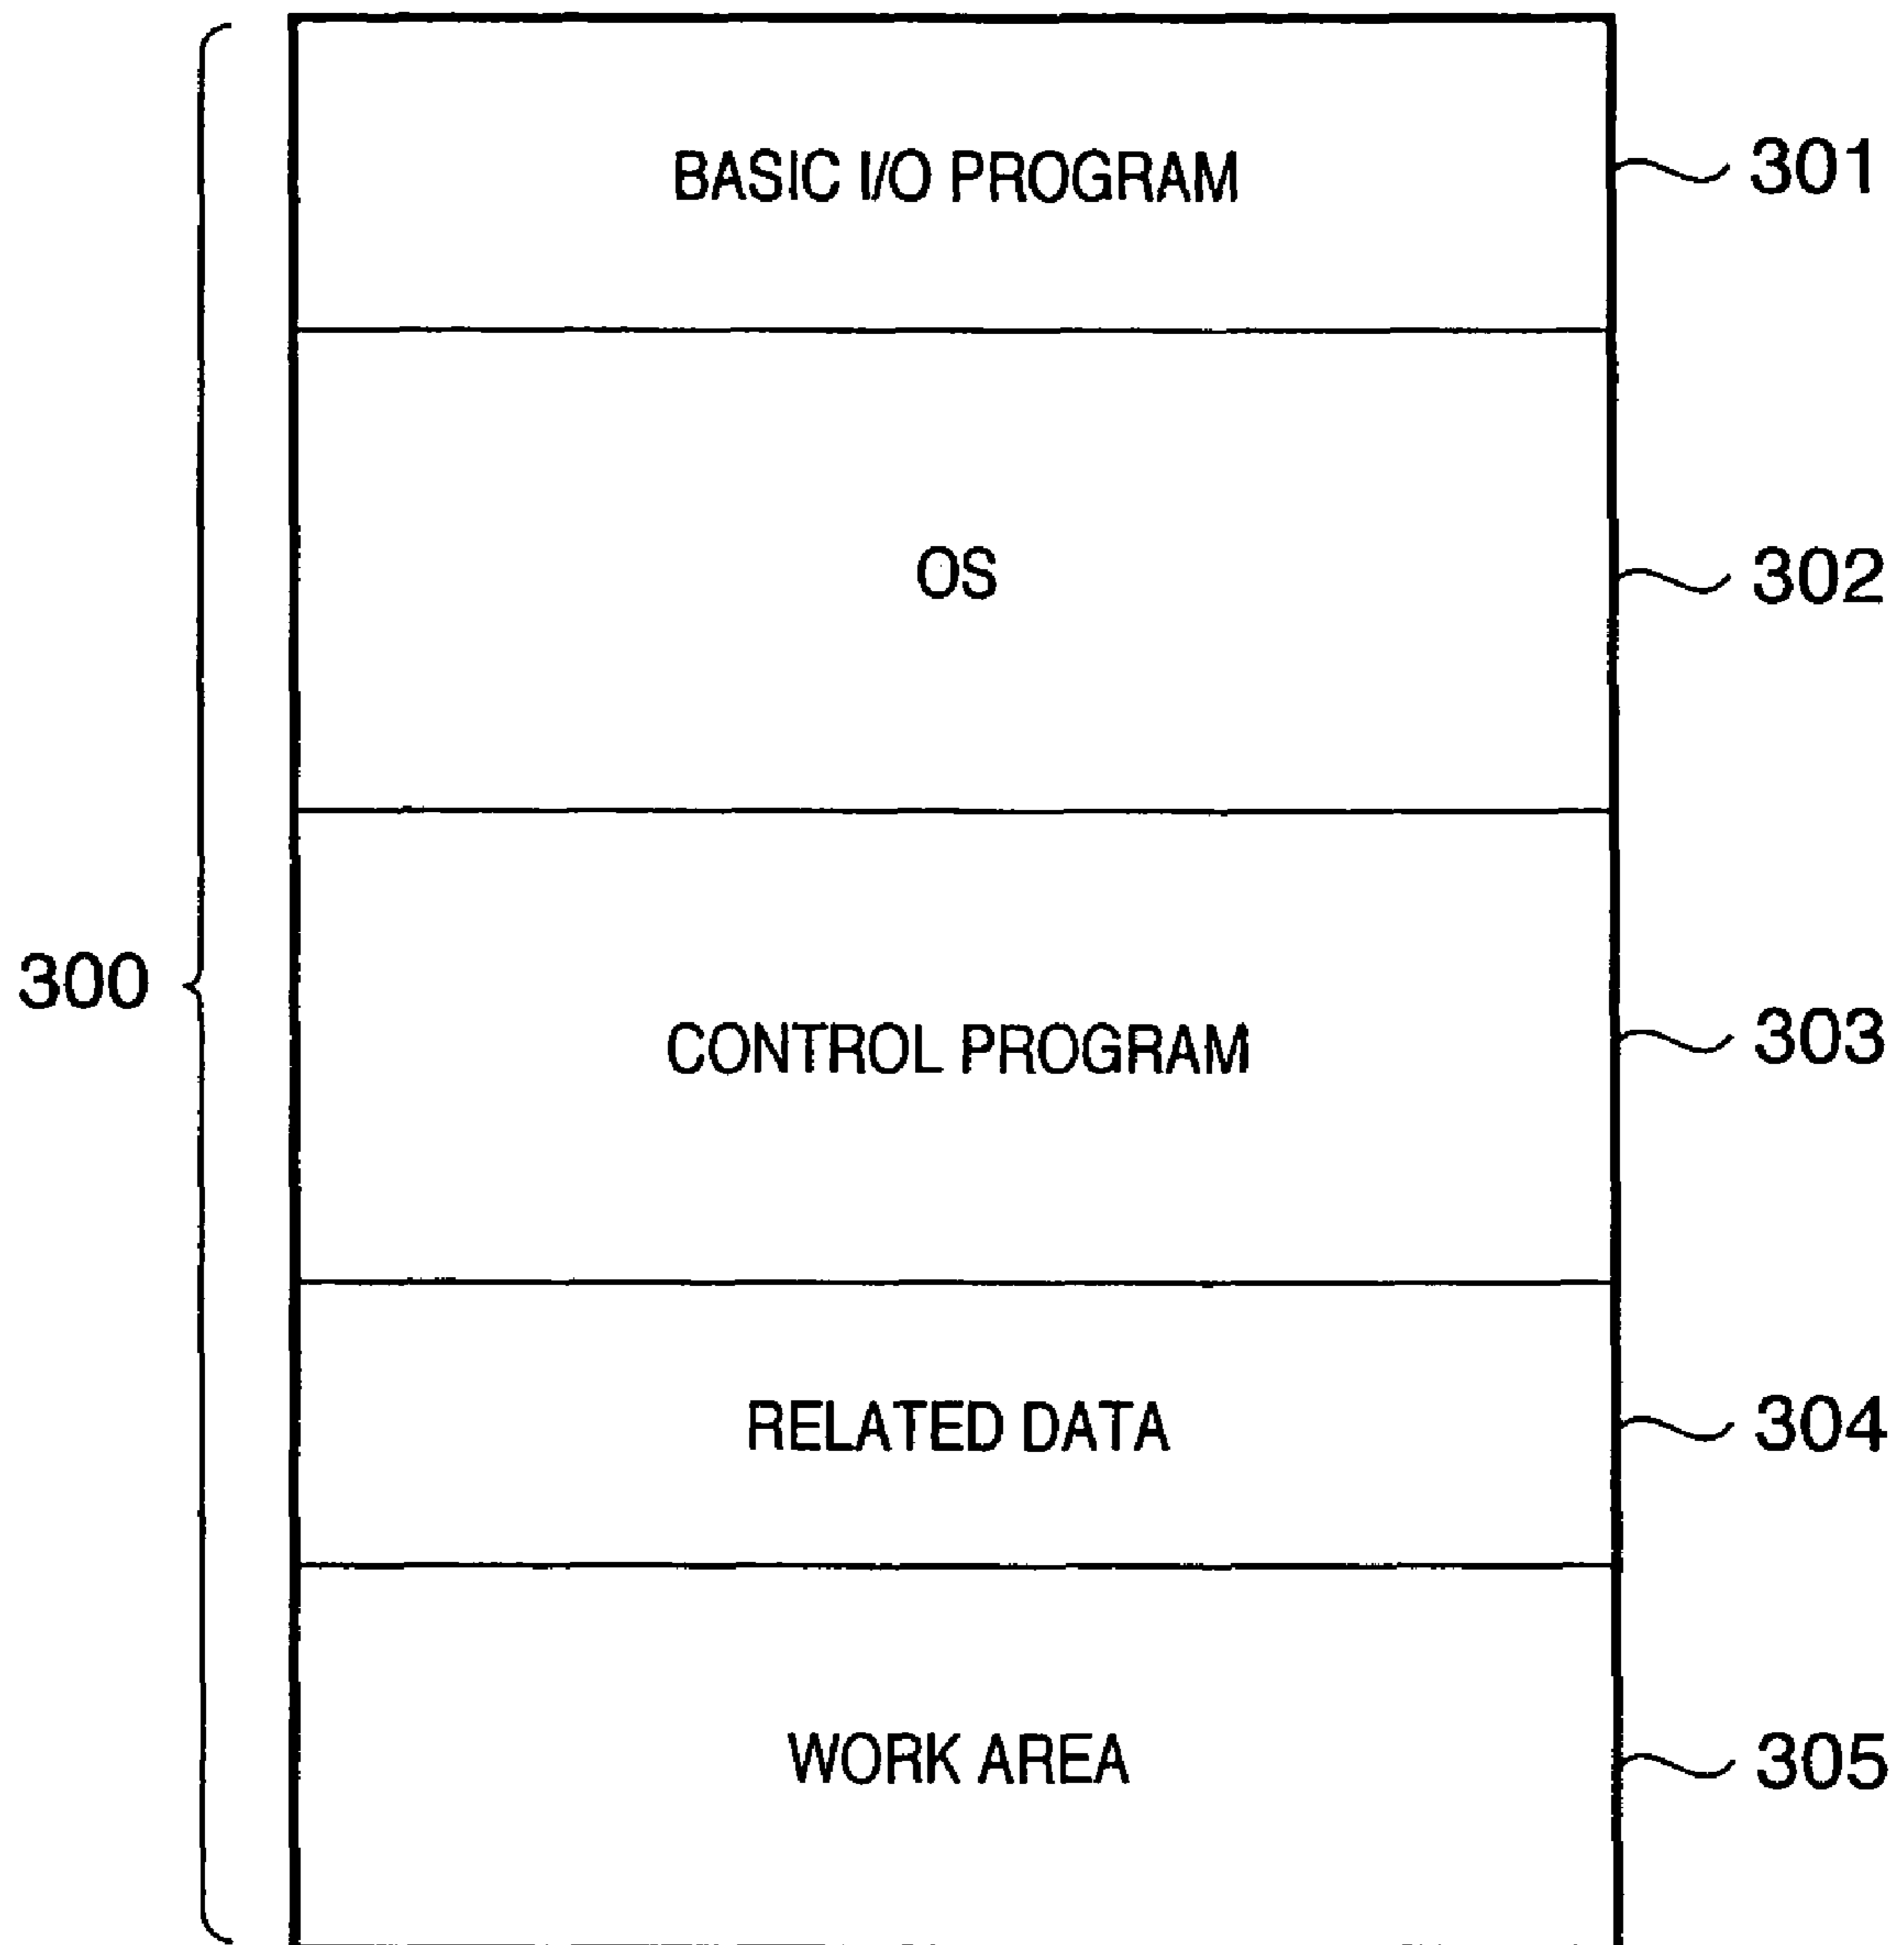 BASIC I/O PROGRAM 301
OS 302
300
CONTROL PROGRAM 303
RELATED DATA 304
WORK AREA 305